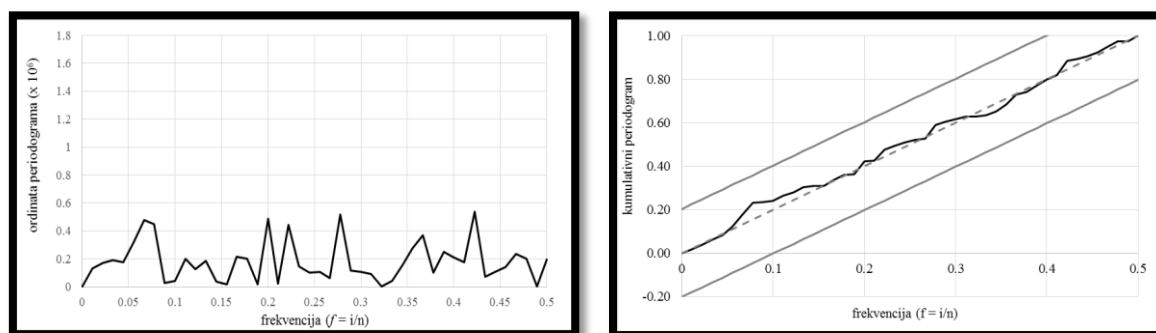 1.8
1.6
1.4
1.2
1
0.8
0.6
0.4
0.2
0
0 0.05 0.1 0.15 0.2 0.25 0.3 0.35 0.4 0.45 0.5
ordinata periodograma (x 10⁶)
frekvencija (f = i/n)
1.00
0.80
0.60
0.40
0.20
0.00
-0.20
0 0.1 0.2 0.3 0.4 0.5
kumulativni periodogram
frekvencija (f = i/n)